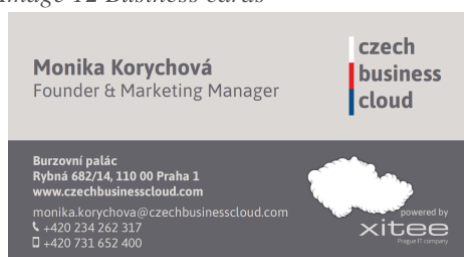 Image 12 Business cards
Monika Korychová
Founder & Marketing Manager
czech
business
cloud
Burzovní palác
Rybná 682/14, 110 00 Praha 1
www.czechbusinesscloud.com
monika.korychova@czechbusinesscloud.com
+420 234 262 317
+420 731 652 400
powered by
xitee
Prague IT company